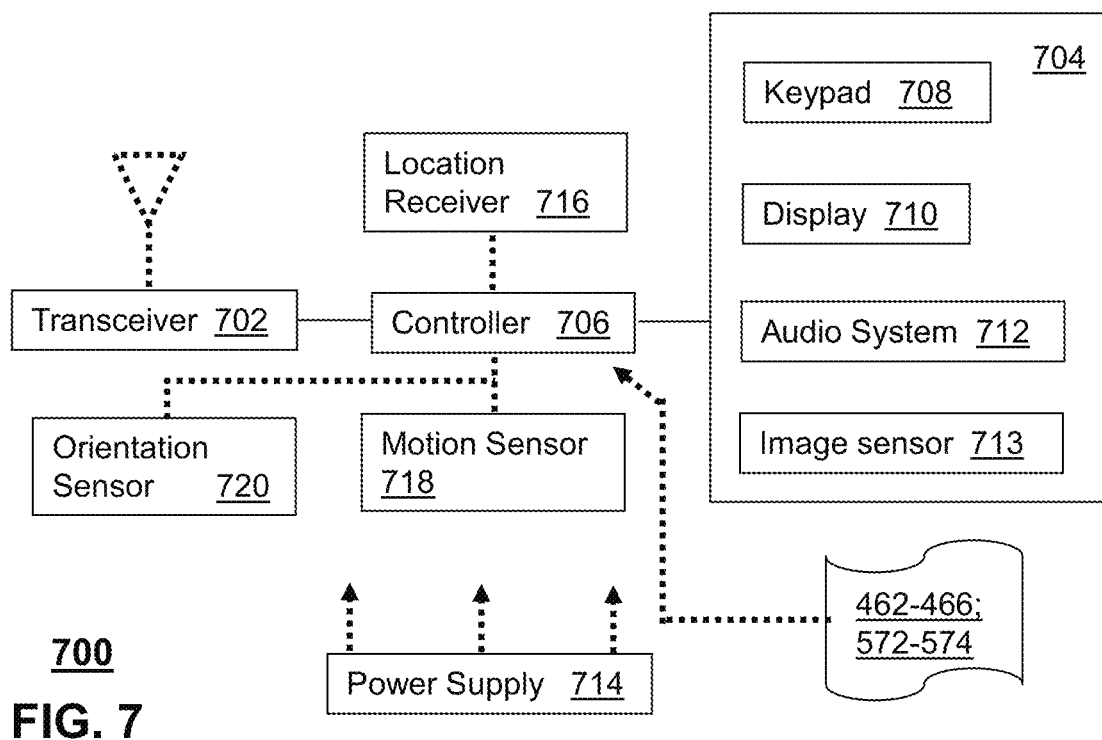 704
Keypad 708
Location
Receiver 716
Display 710
Transceiver 702
Controller 706
Audio System 712
Orientation
Sensor 720
Motion Sensor
718
Image sensor 713
462-466;
572-574
700
Power Supply 714
FIG. 7